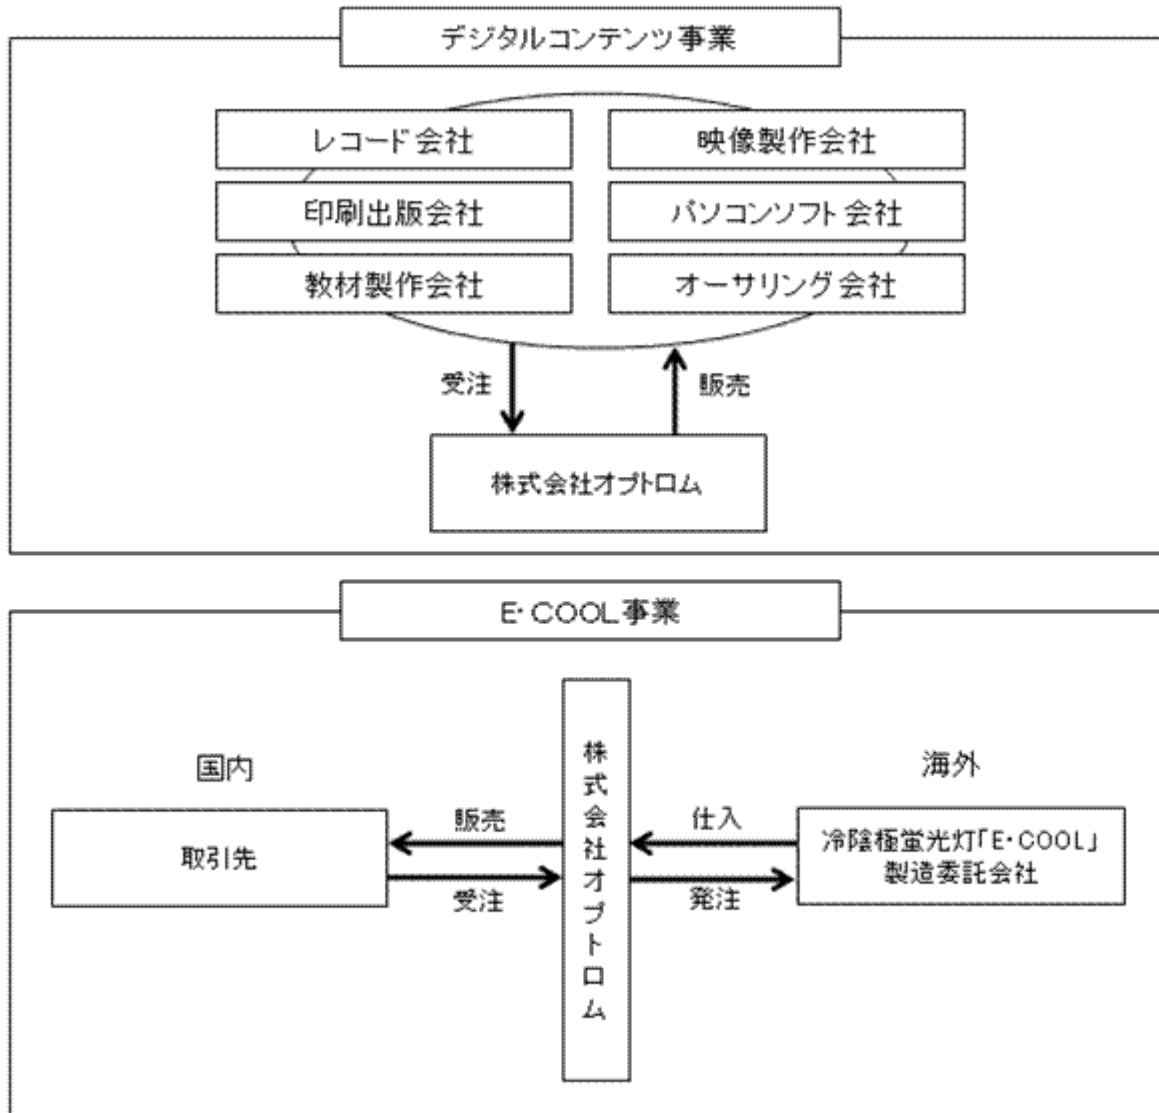 デジタルコンテンツ事業
レコード会社
映像製作会社
印刷出版会社
パソコンソフト会社
教材製作会社
オーサリング会社
受注
販売
株式会社オプトロム
E・COOL事業
国内
海外
株式会社オプトロム
販売
仕入
取引先
冷陰極蛍光灯「E・COOL」
製造委託会社
受注
発注